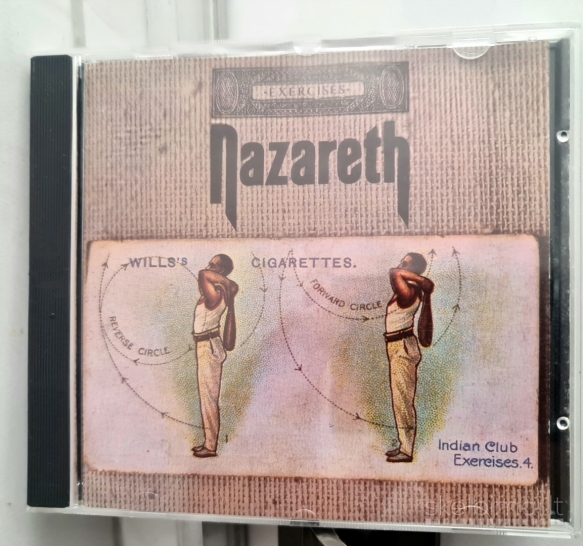 -EXERCISES-
Nazareth
WILLS's CIGARETTES.
REVERSE CIRCLE
FORWARD CIRCLE
Indian Club
Exercises.4.